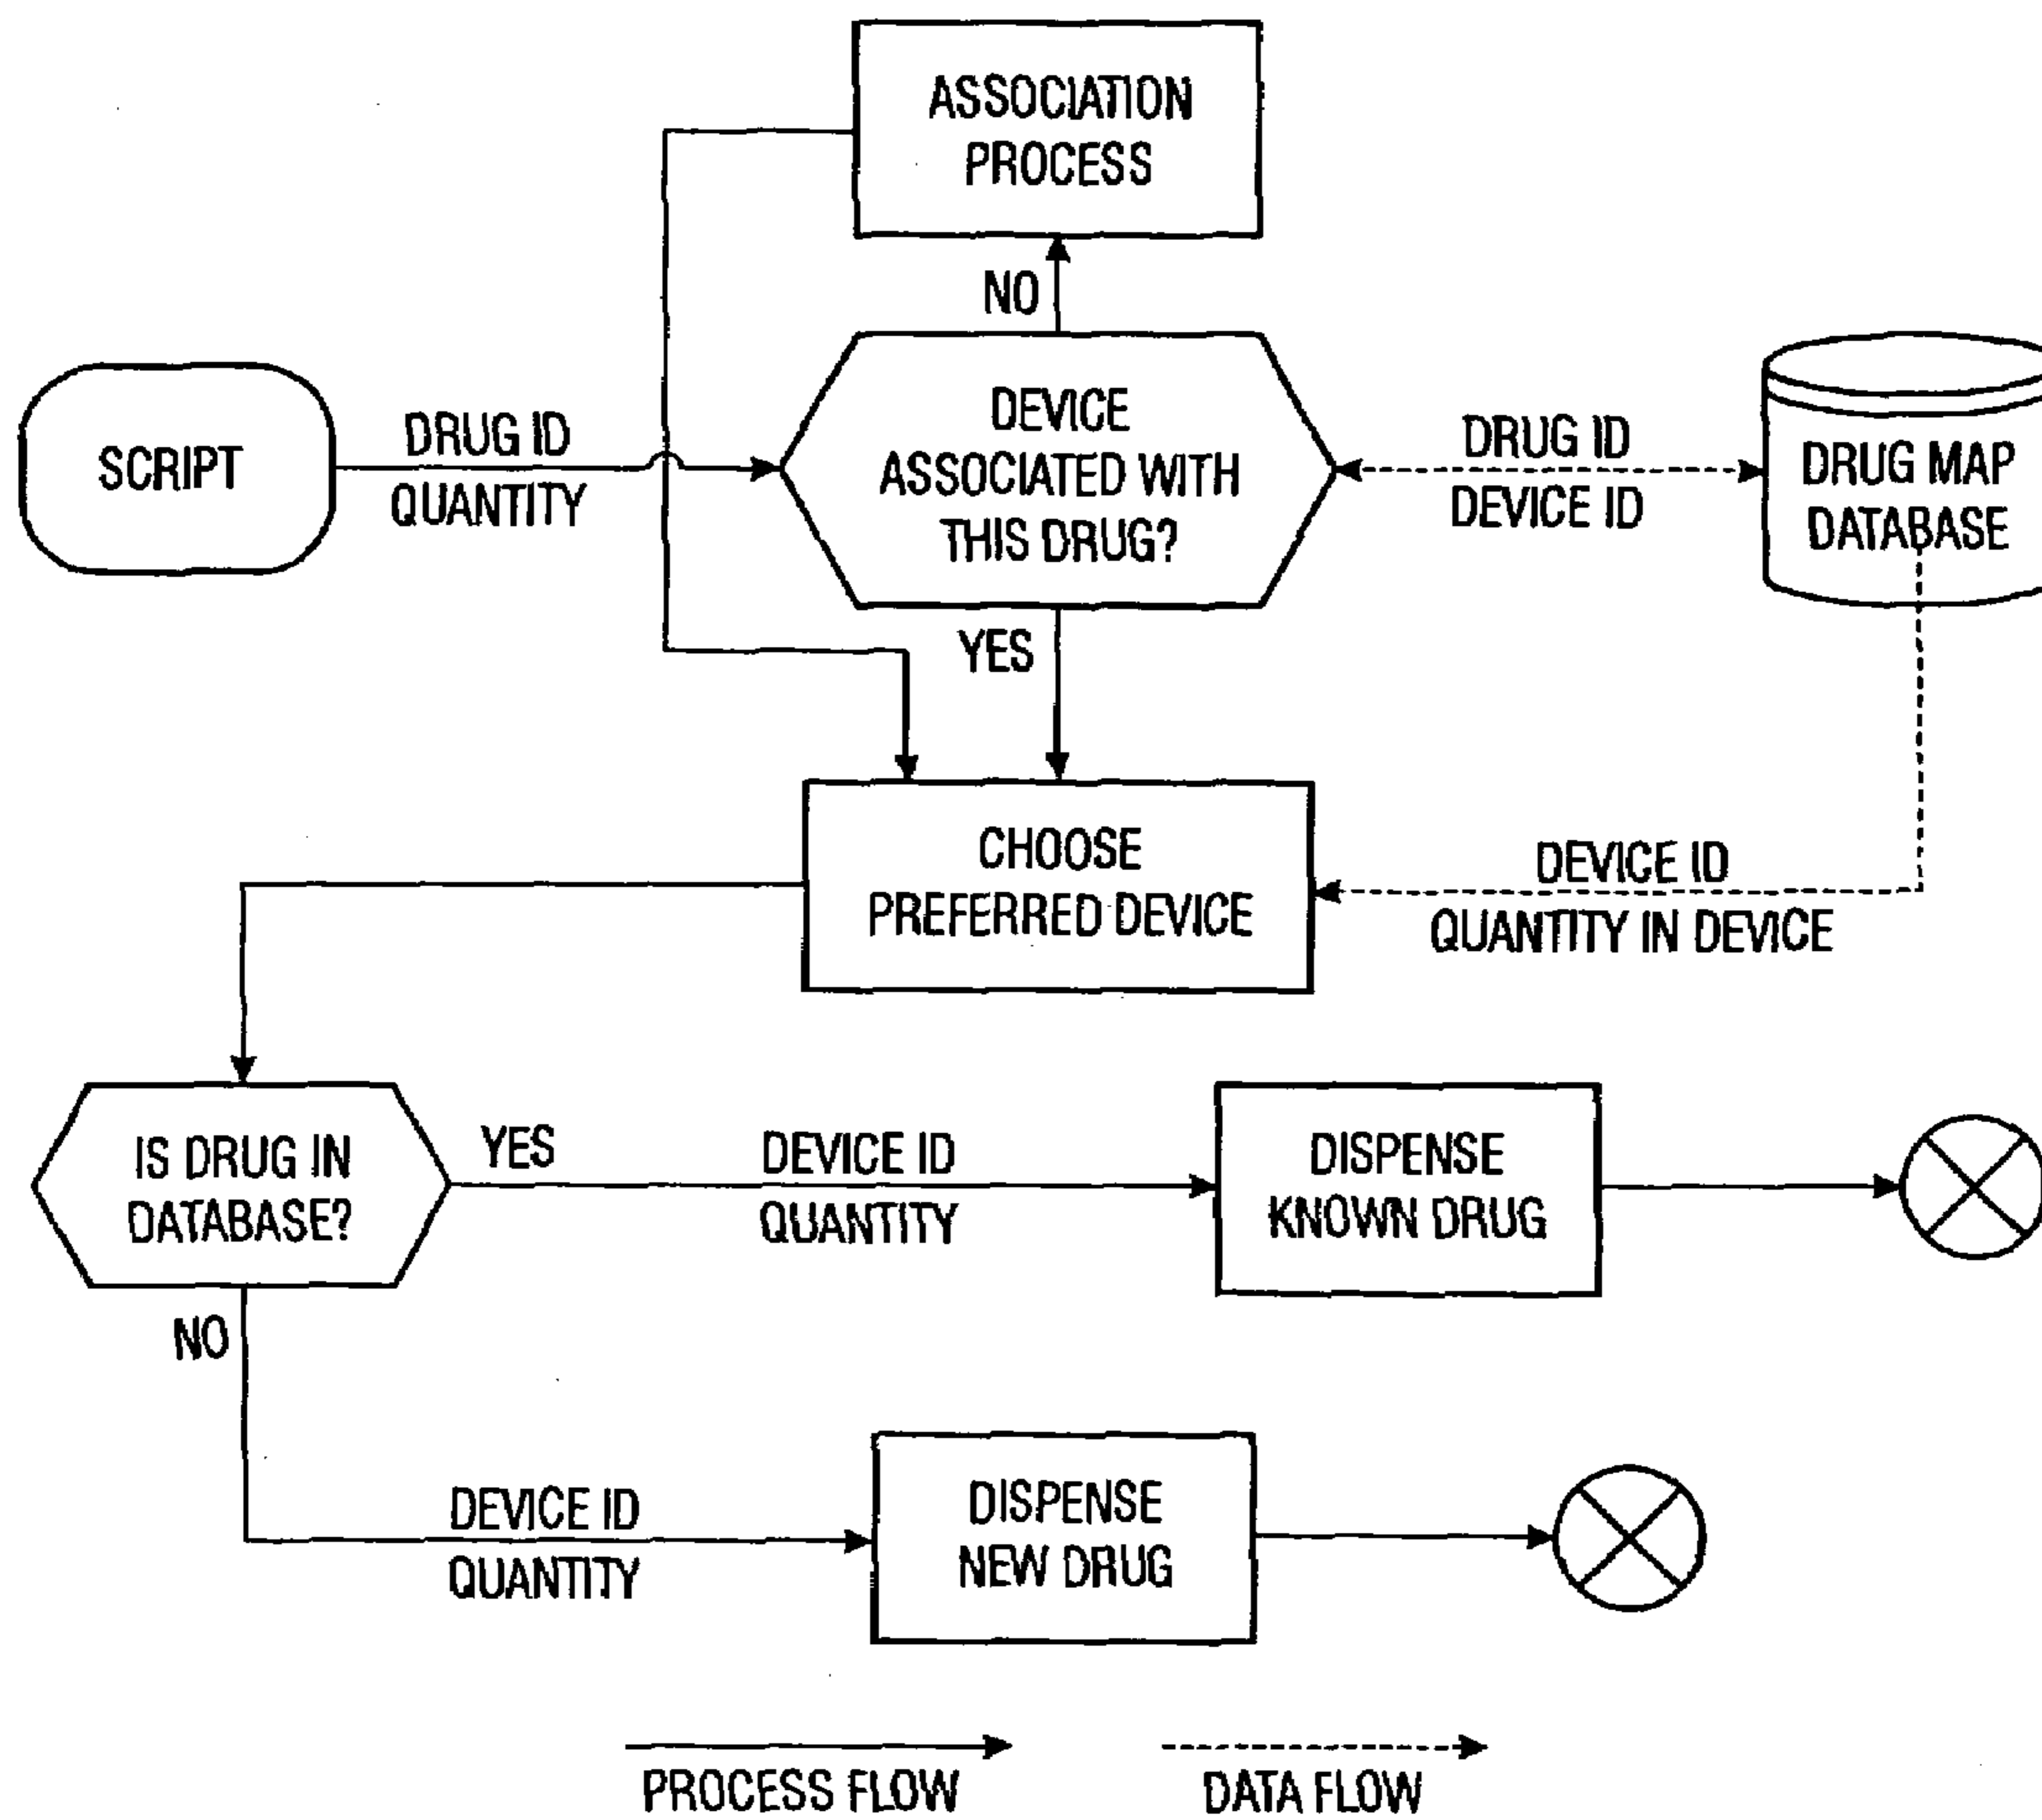 ASSOCIATION
PROCESS
NO
SCRIPT
DRUG ID
QUANTITY
DEVICE
ASSOCIATED WITH
THIS DRUG?
DRUG ID
DEVICE ID
DRUG MAP
DATABASE
YES
CHOOSE
PREFERRED DEVICE
DEVICE ID
QUANTITY IN DEVICE
IS DRUG IN
DATABASE?
YES
DEVICE ID
QUANTITY
DISPENSE
KNOWN DRUG
NO
DEVICE ID
QUANTITY
DISPENSE
NEW DRUG
PROCESS FLOW
DATA FLOW